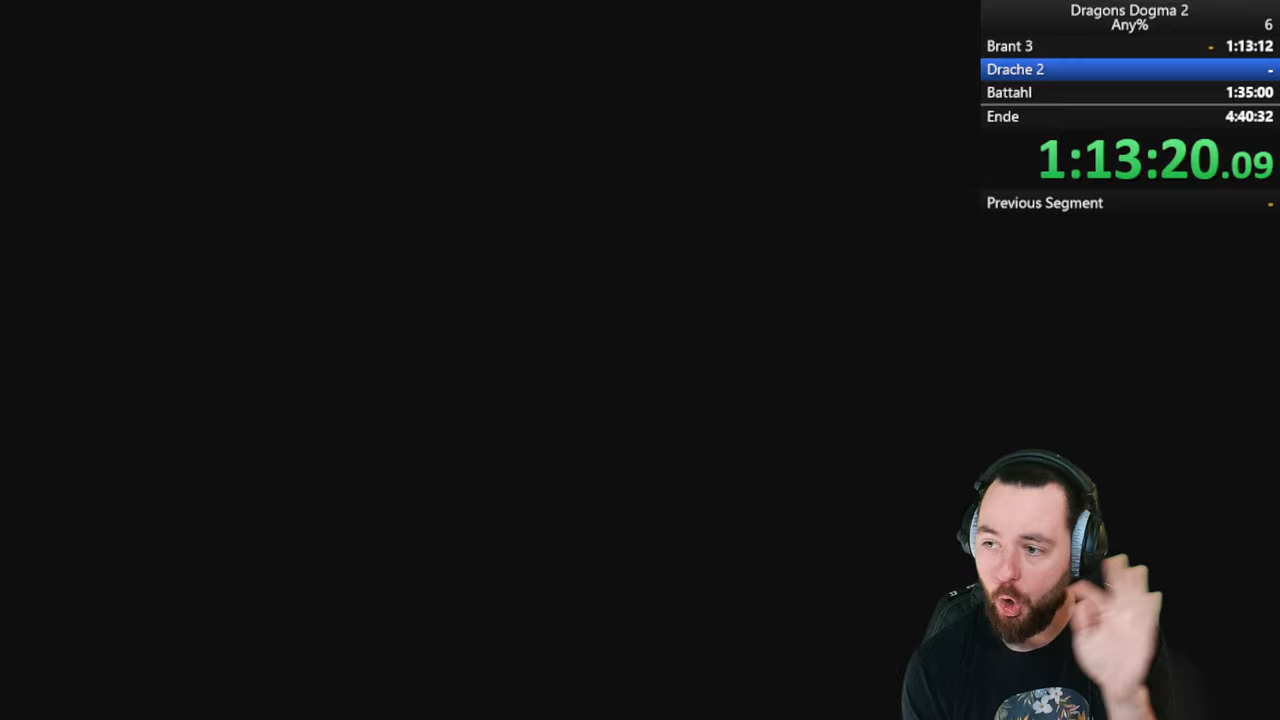 Dragons Dogma 2
Any% 6
Brant 3 - 1:13:12
Drache 2 -
Battahl 1:35:00
Ende 4:40:32
1:13:20.09
Previous Segment -